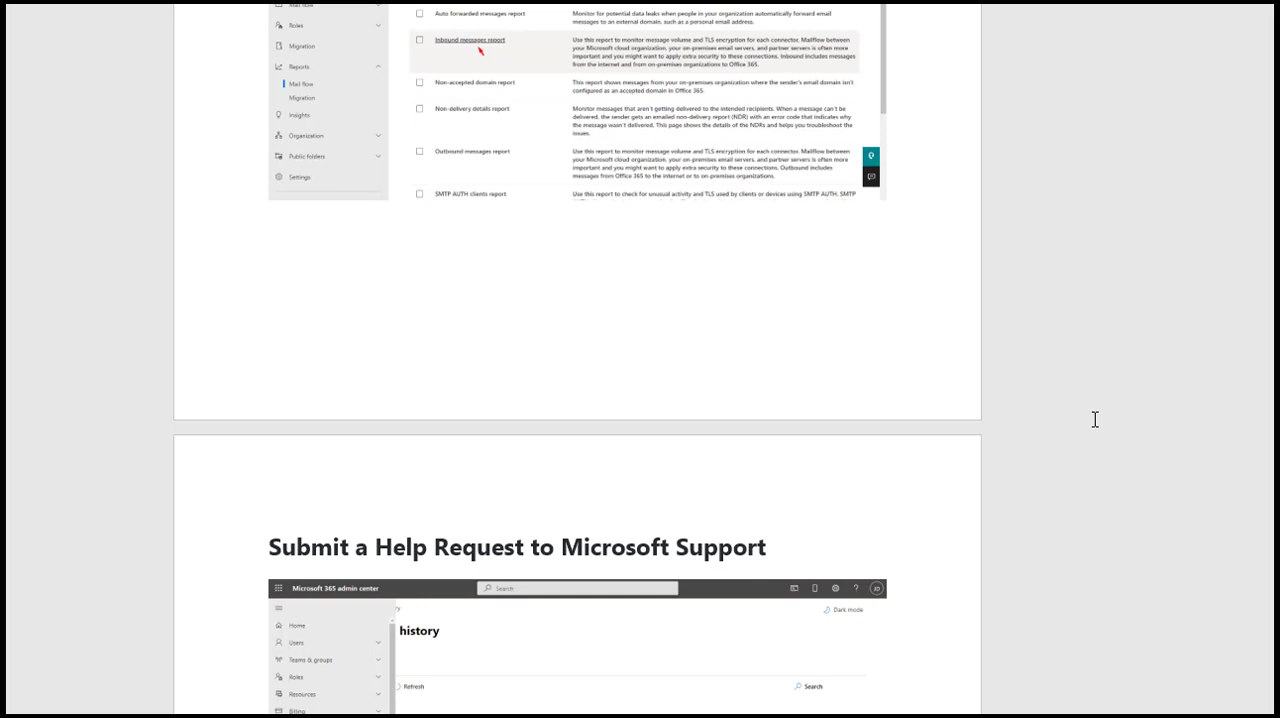 Mail flow
Auto forwarded messages report
Monitor for potential data leaks when people in your organization automatically forward email
messages to an external domain, such as a personal email address.
Roles
Inbound messages report
Use this report to monitor message volume and TLS encryption for each connector. Mailflow between
your Microsoft cloud organization, your on-premises email servers, and partner servers is often more
important and you might want to apply extra security to these connections. Inbound includes messages
from the internet and from on-premises organizations to Office 365.
Migration
Reports
Mail flow
Non-accepted domain report
This report shows messages from your on-premises organization where the sender's email domain isn't
configured as an accepted domain in Office 365.
Migration
Insights
Non-delivery details report
Monitor messages that aren't getting delivered to the intended recipients. When a message can't be
delivered, the sender gets an emailed non-delivery report (NDR) with an error code that indicates why
the message wasn't delivered. This page shows the details of the NDRs and helps you troubleshoot the
issues.
Organization
Public folders
Outbound messages report
Use this report to monitor message volume and TLS encryption for each connector. Mailflow between
your Microsoft cloud organization, your on-premises email servers, and partner servers is often more
important and you might want to apply extra security to these connections. Outbound includes
messages from Office 365 to the internet or to on-premises organizations.
Settings
SMTP AUTH clients report
Use this report to check for unusual activity and TLS used by clients or devices using SMTP AUTH. SMTP
Submit a Help Request to Microsoft Support
Microsoft 365 admin center
Search
JD
ry
Dark mode
Home
history
Users
Teams & groups
Roles
Refresh
Search
Resources
Billing